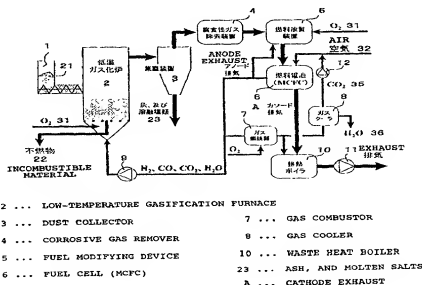 4
6
1
21
低温
ガス化炉
2
集塵装置
3
腐食性ガス
除去装置
燃料改質
装置
O₂ 31
AIR
空気 32
ANODE
EXHAUST
アノード
排気
燃料電池
(MCFC)
6
A カソード
排気
12
CO₂ 35
8
ガス
クーラ
H₂O 36
O₂ 31
灰、及び
溶融塩類
23
不燃物
22
INCOMBUSTIBLE
MATERIAL
9
H₂, CO, CO₂, H₂O
O₂
7
ガス
燃焼器
10
排熱
ボイラ
11
EXHAUST
排気
2 ... LOW-TEMPERATURE GASIFICATION FURNACE
3 ... DUST COLLECTOR
4 ... CORROSIVE GAS REMOVER
5 ... FUEL MODIFYING DEVICE
6 ... FUEL CELL (MCFC)
7 ... GAS COMBUSTOR
8 ... GAS COOLER
10 ... WASTE HEAT BOILER
23 ... ASH, AND MOLTEN SALTS
A ... CATHODE EXHAUST